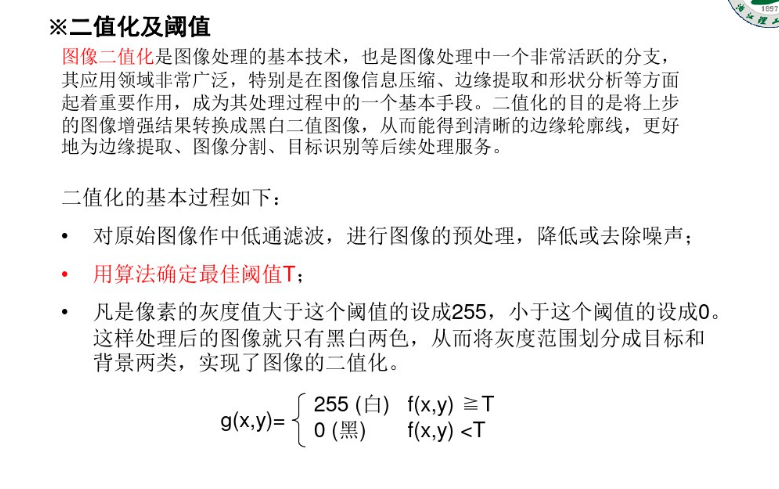 ※二值化及阈值
图像二值化是图像处理的基本技术，也是图像处理中一个非常活跃的分支，
其应用领域非常广泛，特别是在图像信息压缩、边缘提取和形状分析等方面
起着重要作用，成为其处理过程中的一个基本手段。二值化的目的是将上步
的图像增强结果转换成黑白二值图像，从而能得到清晰的边缘轮廓线，更好
地为边缘提取、图像分割、目标识别等后续处理服务。
二值化的基本过程如下：
• 对原始图像作中低通滤波，进行图像的预处理，降低或去除噪声；
• 用算法确定最佳阈值T；
• 凡是像素的灰度值大于这个阈值的设成255，小于这个阈值的设成0。
这样处理后的图像就只有黑白两色，从而将灰度范围划分成目标和
背景两类，实现了图像的二值化。
255 (白) f(x,y) ≧T
g(x,y)=
0 (黑) f(x,y) <T
1897